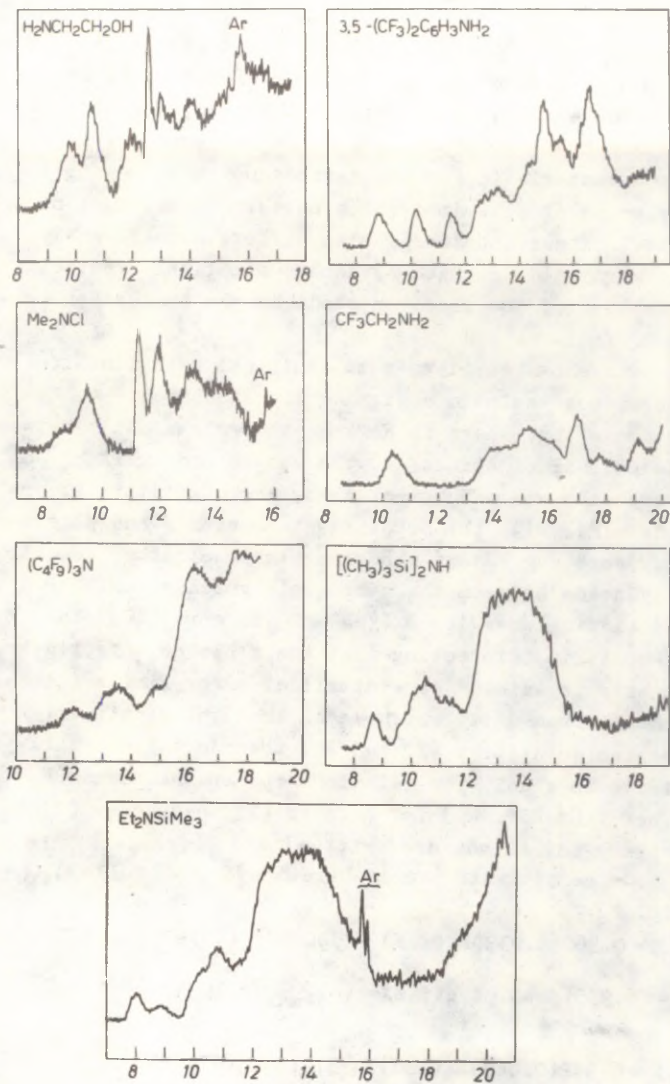 H₂NCH₂CH₂OH Ar
8 10 12 14 16 18
3,5-(CF₃)₂C₆H₃NH₂
8 10 12 14 16 18
Me₂NCl
Ar
8 10 12 14 16
CF₃CH₂NH₂
8 10 12 14 16 18 20
(C₄F₉)₃N
10 12 14 16 18 20
[(CH₃)₃Si]₂NH
8 10 12 14 16 18
Et₂NSiMe₃
Ar
8 10 12 14 16 18 20